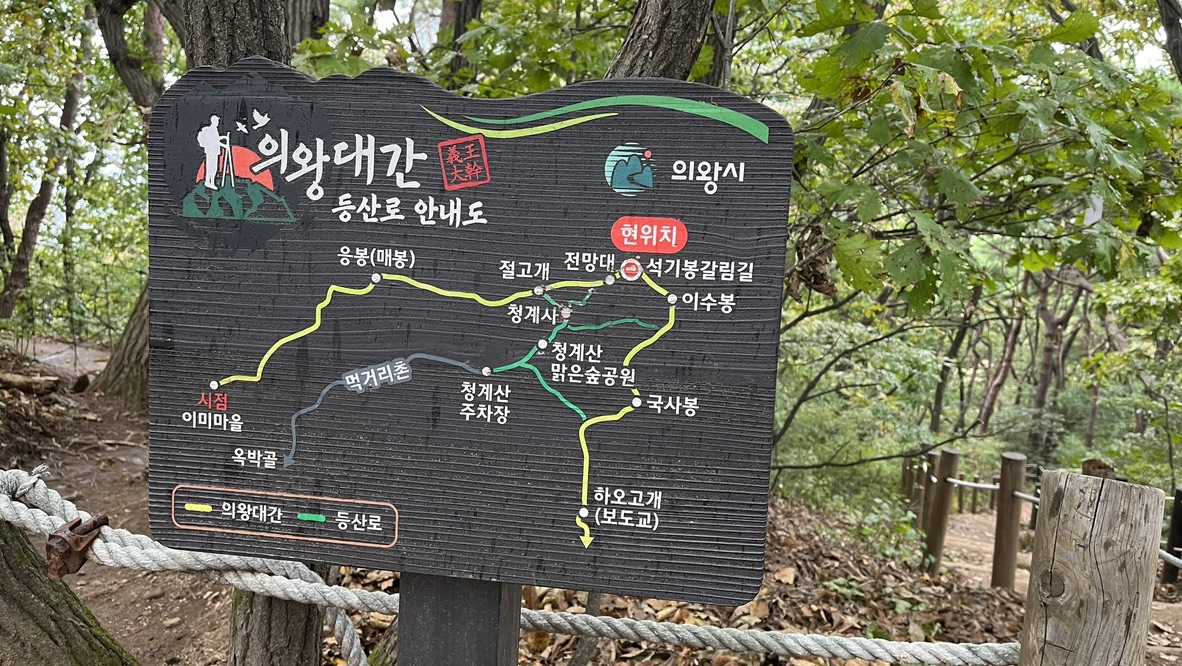 의왕대간
義王
大幹
등산로 안내도
의왕시
현위치
응봉(매봉)
절고개
전망대
석기봉갈림길
이수봉
청계사
청계산
맑은숲공원
먹거리촌
청계산
주차장
국사봉
시점
이미마을
옥박골
하오고개
(보도교)
의왕대간
등산로